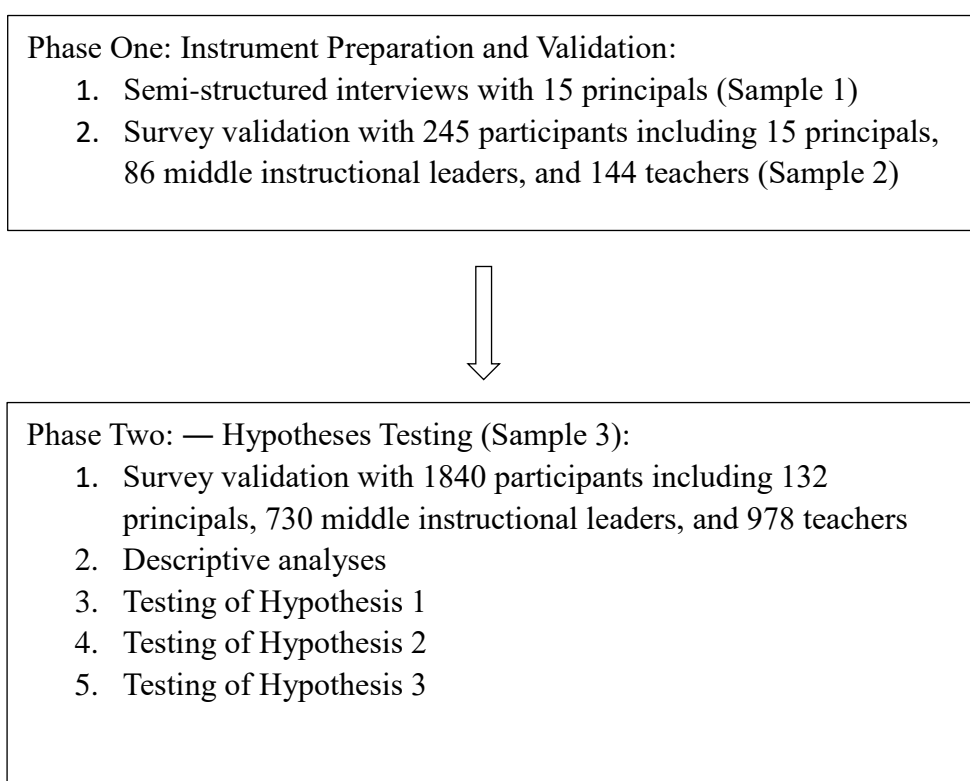 Phase One: Instrument Preparation and Validation:
1. Semi-structured interviews with 15 principals (Sample 1)
2. Survey validation with 245 participants including 15 principals,
86 middle instructional leaders, and 144 teachers (Sample 2)
Phase Two: — Hypotheses Testing (Sample 3):
1. Survey validation with 1840 participants including 132
principals, 730 middle instructional leaders, and 978 teachers
2. Descriptive analyses
3. Testing of Hypothesis 1
4. Testing of Hypothesis 2
5. Testing of Hypothesis 3